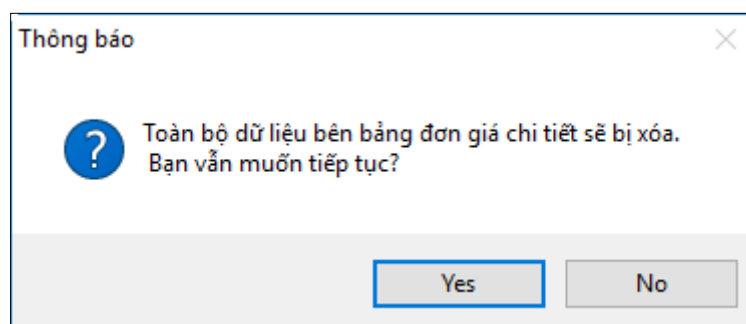 Thông báo
Toàn bộ dữ liệu bên bảng đơn giá chi tiết sẽ bị xóa.
Bạn vẫn muốn tiếp tục?
Yes
No